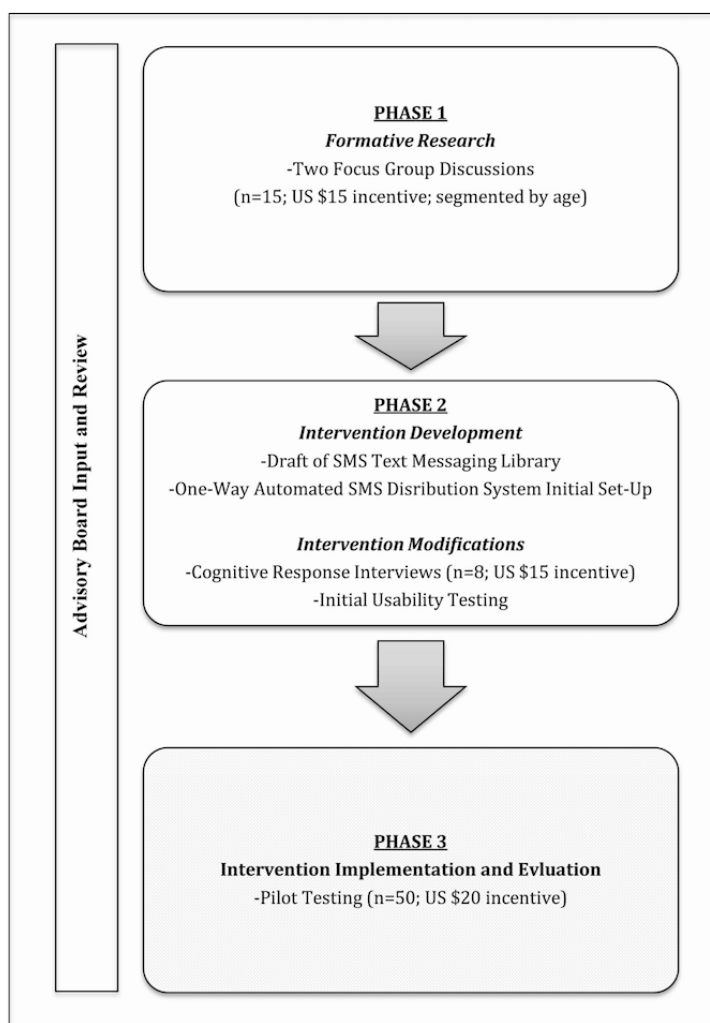 Advisory Board Input and Review
PHASE 1
Formative Research
-Two Focus Group Discussions
(n=15; US $15 incentive; segmented by age)
PHASE 2
Intervention Development
-Draft of SMS Text Messaging Library
-One-Way Automated SMS Disribution System Initial Set-Up
Intervention Modifications
-Cognitive Response Interviews (n=8; US $15 incentive)
-Initial Usability Testing
PHASE 3
Intervention Implementation and Evluation
-Pilot Testing (n=50; US $20 incentive)